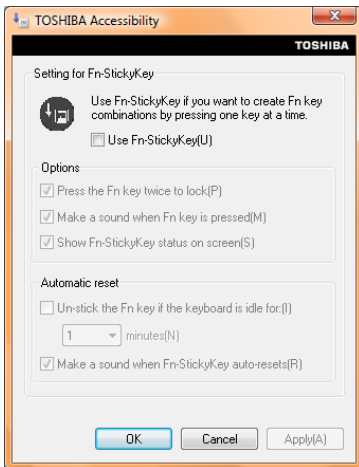 TOSHIBA Accessibility
TOSHIBA
Setting for Fn-StickyKey
Use Fn-StickyKey if you want to create Fn key
combinations by pressing one key at a time.
Use Fn-StickyKey(U)
Options
Press the Fn key twice to lock(P)
Make a sound when Fn key is pressed(M)
Show Fn-StickyKey status on screen(S)
Automatic reset
Un-stick the Fn key if the keyboard is idle for:(I)
1 minutes(N)
Make a sound when Fn-StickyKey auto-resets(R)
OK Cancel Apply(A)